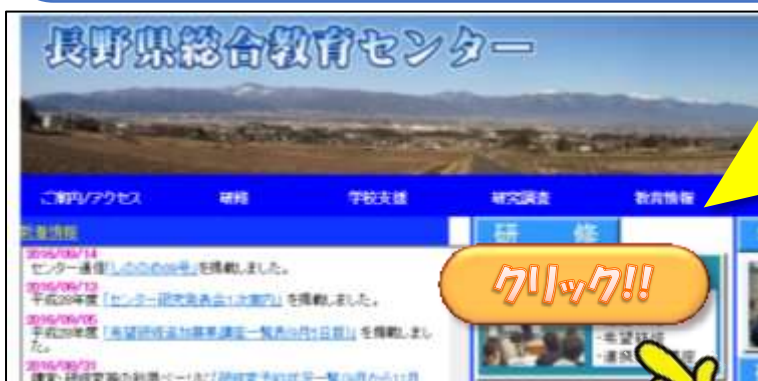 長野県総合教育センター
ご案内/アクセス 研修 学校支援 研究調査 教育情報
新着情報
研 修
2016/09/14
センター通信「しののめ09号」を掲載しました。
2016/09/12
平成28年度「センター研究発表会1次案内」を掲載しました。
クリック!!
2016/09/05
平成28年度「希望研修追加募集講座一覧表(9月1日版)」を掲載しまし
た。
・希望研修